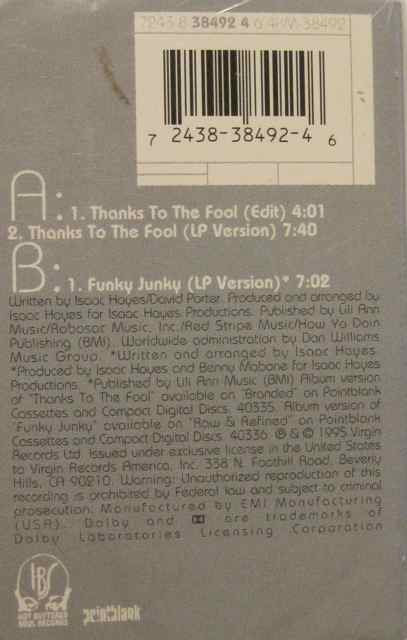 7243 8 38492 4 6 4KM-38492
7 2438-38492-4 6
A:
1. Thanks To The Fool (Edit) 4:01
2. Thanks To The Fool (LP Version) 7:40
B:
1. Funky Junky (LP Version)* 7:02
Written by Isaac Hayes/David Porter. Produced and arranged by
Isaac Hayes for Isaac Hayes Productions. Published by Lili Ann
Music/Robosac Music, Inc./Red Stripe Music/How Ya Doin
Publishing (BMI). Worldwide administration by Don Williams
Music Group. *Written and arranged by Isaac Hayes.
*Produced by Isaac Hayes and Benny Mabone for Isaac Hayes
Productions. *Published by Lili Ann Music (BMI) Album version
of "Thanks To The Fool" available on "Branded" on Pointblank
Cassettes and Compact Digital Discs. 40335. Album version of
"Funky Junky" available on "Raw & Refined" on Pointblank
Cassettes and Compact Digital Discs. 40336 ℗ & © 1995 Virgin
Records Ltd. Issued under exclusive license in the United States
to Virgin Records America, Inc. 338 N. Foothill Road, Beverly
Hills, CA 90210. Warning: Unauthorized reproduction of this
recording is prohibited by Federal law and subject to criminal
prosecution. Manufactured by EMI Manufacturing
(USA). Dolby and are trademarks of
Dolby Laboratories Licensing Corporation
HOT BUTTERED
SOUL RECORDS
pointblank